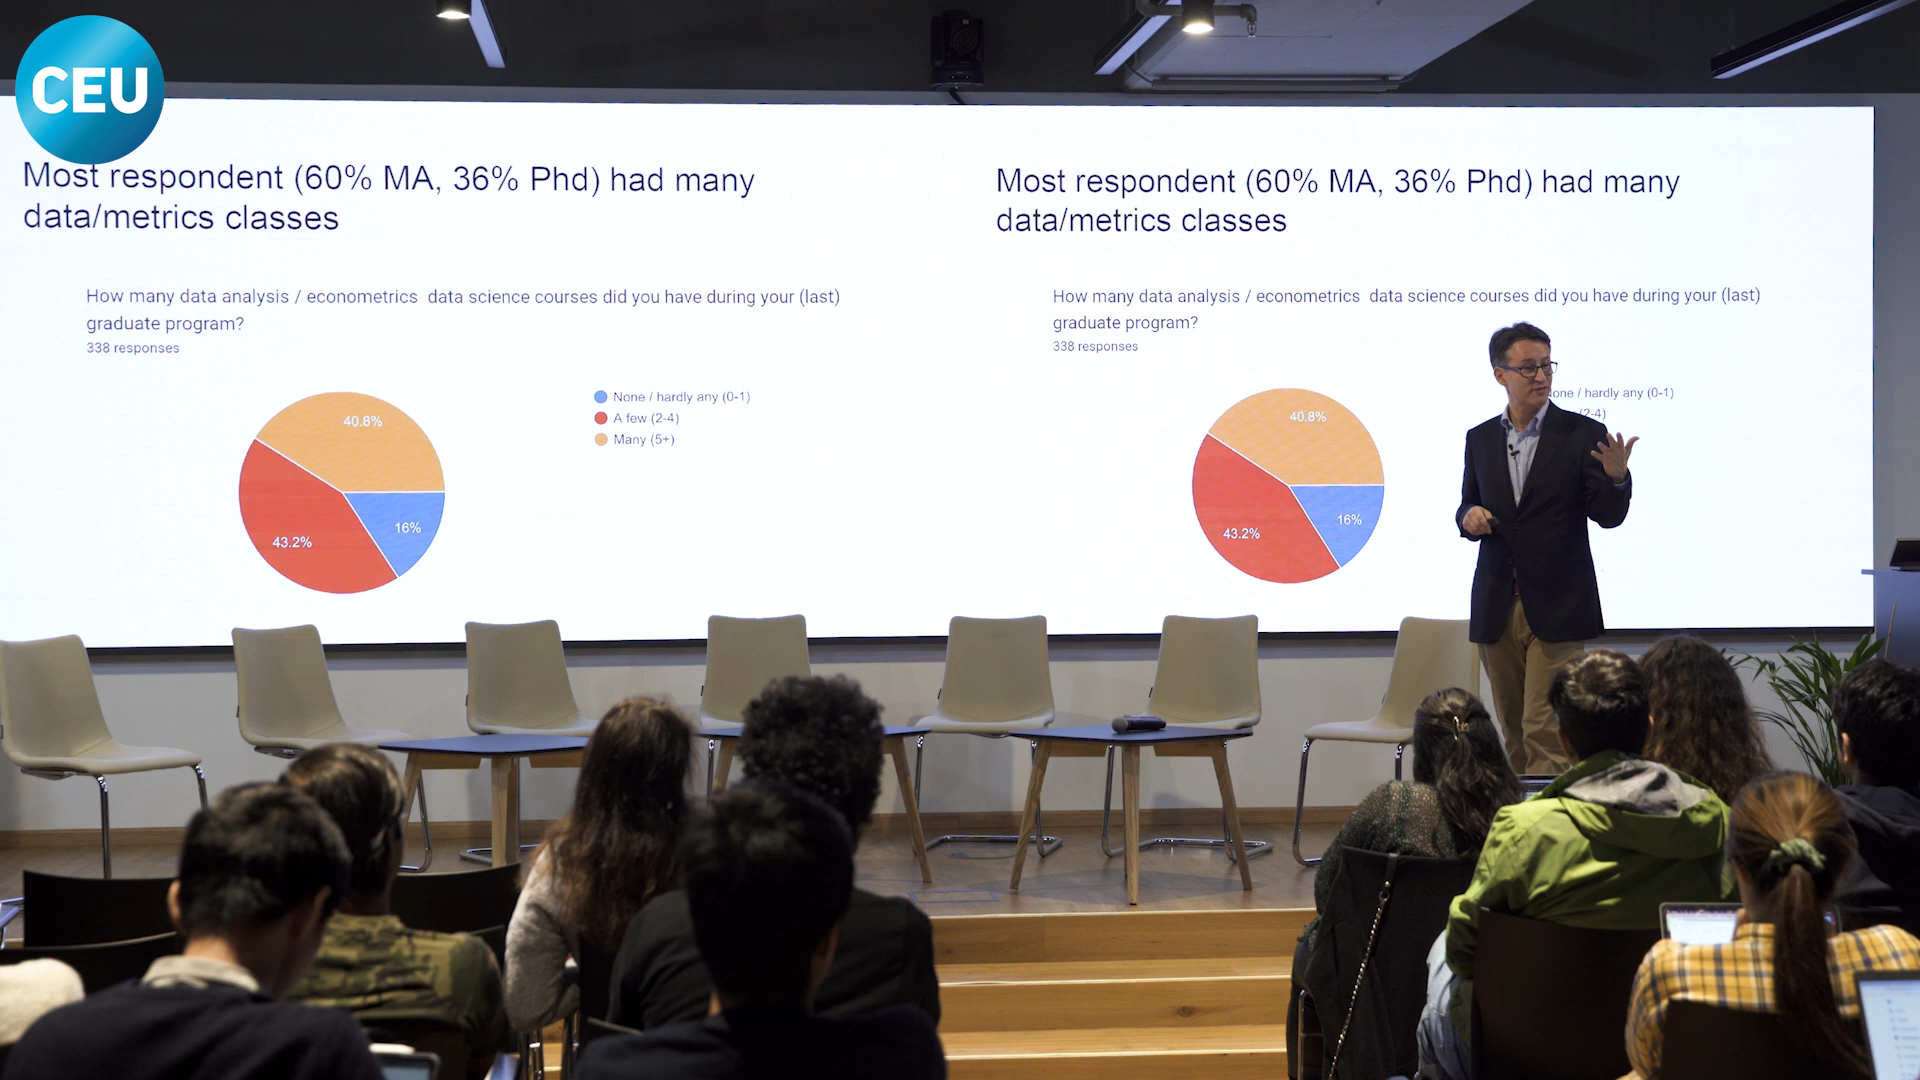 CEU
Most respondent (60% MA, 36% Phd) had many
data/metrics classes
How many data analysis / econometrics data science courses did you have during your (last)
graduate program?
338 responses
40.8%
16%
43.2%
None / hardly any (0-1)
A few (2-4)
Many (5+)
Most respondent (60% MA, 36% Phd) had many
data/metrics classes
How many data analysis / econometrics data science courses did you have during your (last)
graduate program?
338 responses
40.8%
16%
43.2%
one / hardly any (0-1)
(2-4)